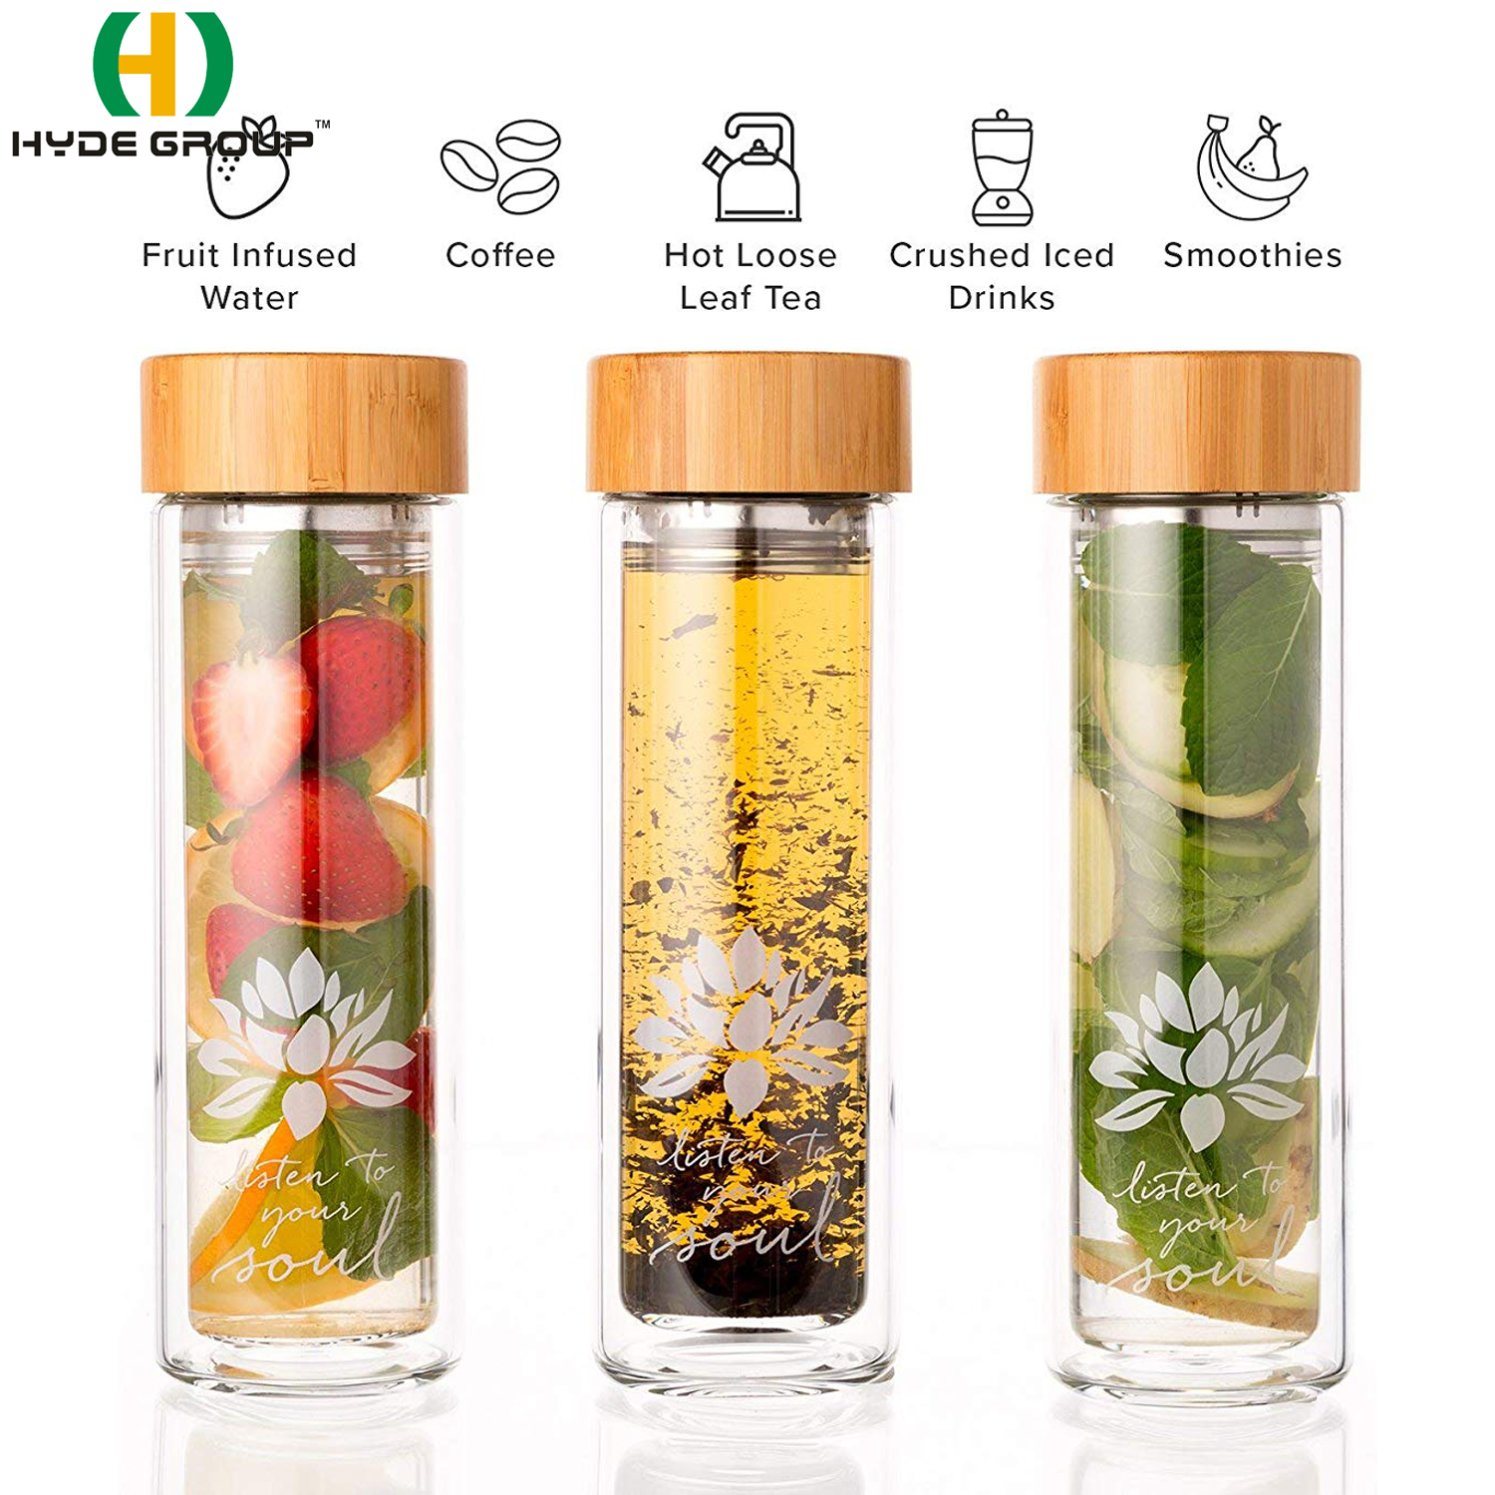 HYDE GROUP™
Fruit Infused
Water
Coffee
Hot Loose
Leaf Tea
Crushed Iced
Drinks
Smoothies
listen to
your
soul
listen to
your
soul
listen to
your
soul